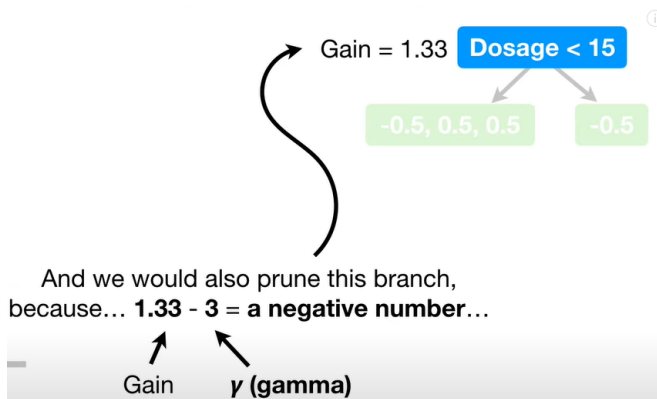 Gain = 1.33 Dosage < 15
-0.5, 0.5, 0.5 -0.5
And we would also prune this branch,
because... 1.33 - 3 = a negative number...
Gain γ (gamma)